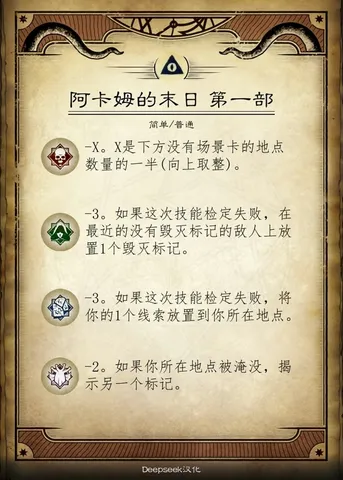 阿卡姆的末日 第一部
简单/普通
-X。X是下方没有场景卡的地点
数量的一半(向上取整)。
-3。如果这次技能检定失败，在
最近的没有毁灭标记的敌人上放
置1个毁灭标记。
-3。如果这次技能检定失败，将
你的1个线索放置到你所在地点。
-2。如果你所在地点被淹没，揭
示另一个标记。
Deepseek汉化